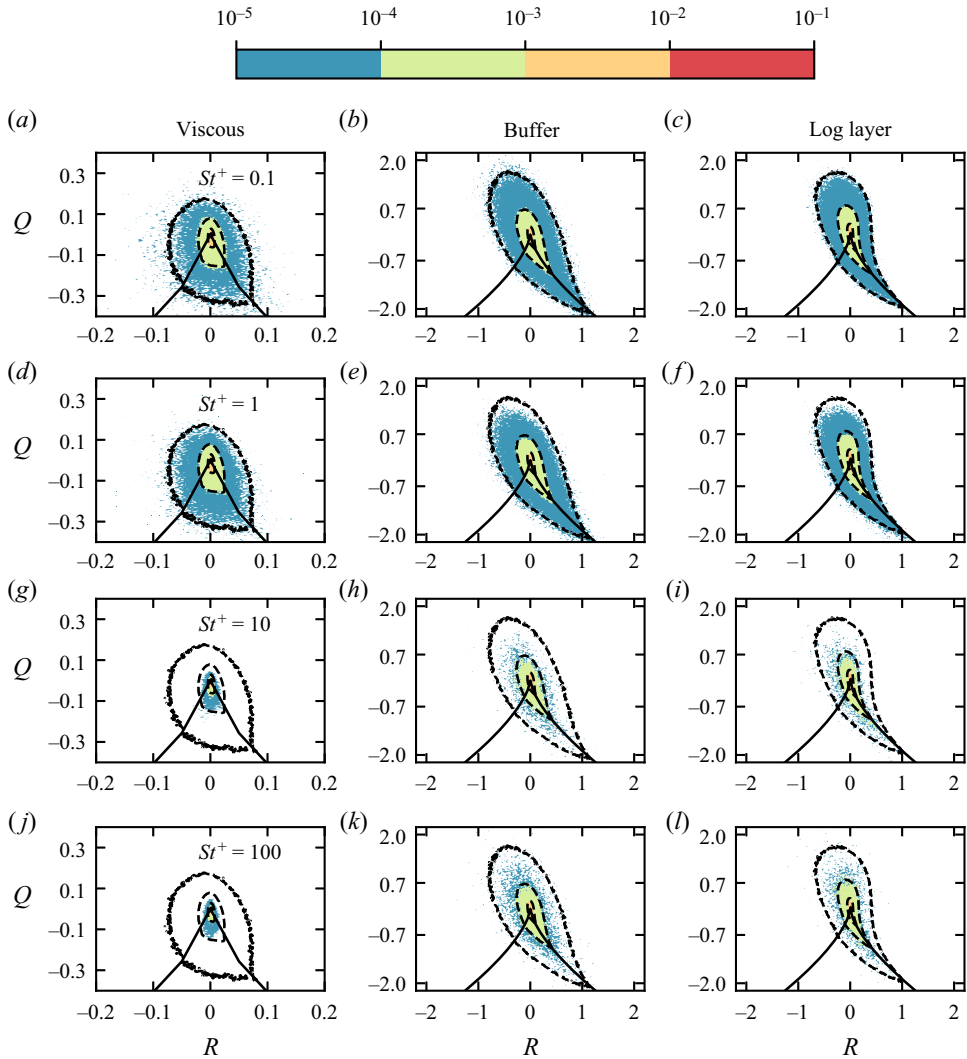 10⁻⁵ 10⁻⁴ 10⁻³ 10⁻² 10⁻¹
(a) Viscous (b) Buffer (c) Log layer
St⁺ = 0.1
Q
0.3 0.1 –0.1 –0.3
2.0 0.7 –0.7 –2.0
2.0 0.7 –0.7 –2.0
–0.2 –0.1 0 0.1 0.2 –2 –1 0 1 2 –2 –1 0 1 2
(d) (e) (f)
St⁺ = 1
Q
0.3 0.1 –0.1 –0.3
2.0 0.7 –0.7 –2.0
2.0 0.7 –0.7 –2.0
–0.2 –0.1 0 0.1 0.2 –2 –1 0 1 2 –2 –1 0 1 2
(g) (h) (i)
St⁺ = 10
Q
0.3 0.1 –0.1 –0.3
2.0 0.7 –0.7 –2.0
2.0 0.7 –0.7 –2.0
–0.2 –0.1 0 0.1 0.2 –2 –1 0 1 2 –2 –1 0 1 2
(j) (k) (l)
St⁺ = 100
Q
0.3 0.1 –0.1 –0.3
2.0 0.7 –0.7 –2.0
2.0 0.7 –0.7 –2.0
–0.2 –0.1 0 0.1 0.2 –2 –1 0 1 2 –2 –1 0 1 2
R R R